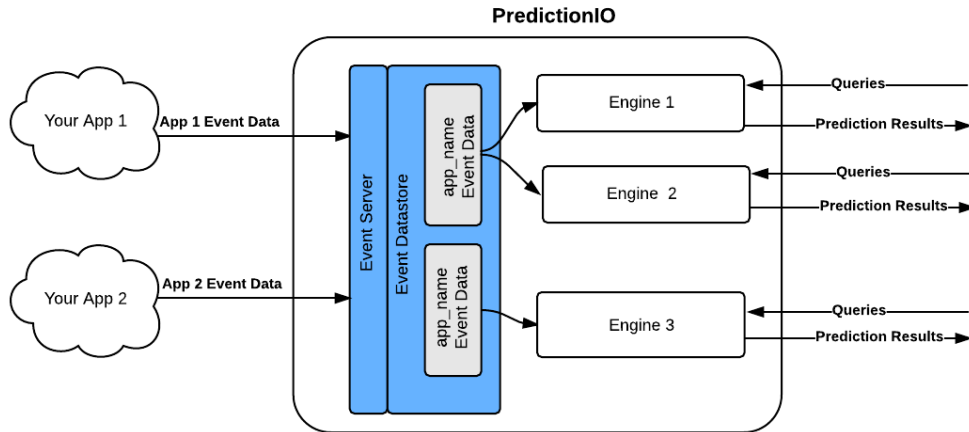 PredictionIO
Your App 1
App 1 Event Data
Your App 2
App 2 Event Data
Event Server
Event Datastore
app_name
Event Data
app_name
Event Data
Engine 1
Queries
Prediction Results
Engine 2
Queries
Prediction Results
Engine 3
Queries
Prediction Results